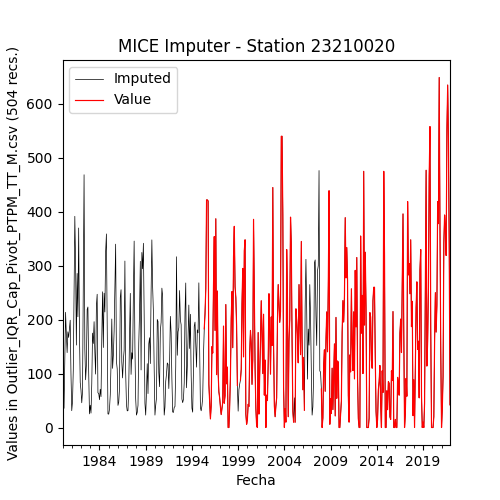 MICE Imputer - Station 23210020
Imputed
Value
Values in Outlier_IQR_Cap_Pivot_PTPM_TT_M.csv (504 recs.)
600
500
400
300
200
100
0
1984 1989 1994 1999 2004 2009 2014 2019
Fecha